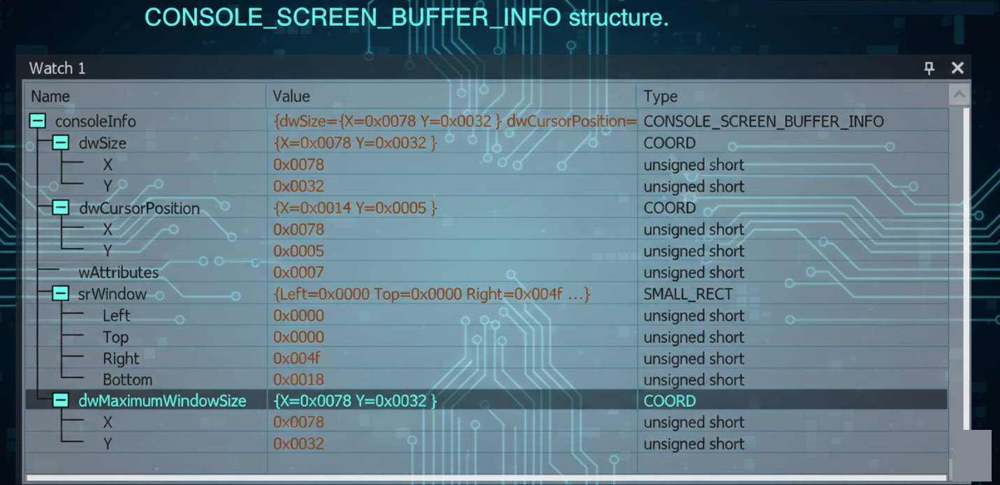 CONSOLE_SCREEN_BUFFER_INFO structure.
Watch 1
Name Value Type
consoleInfo {dwSize={X=0x0078 Y=0x0032 } dwCursorPosition= CONSOLE_SCREEN_BUFFER_INFO
dwSize {X=0x0078 Y=0x0032 } COORD
X 0x0078 unsigned short
Y 0x0032 unsigned short
dwCursorPosition {X=0x0014 Y=0x0005 } COORD
X 0x0078 unsigned short
Y 0x0005 unsigned short
wAttributes 0x0007 unsigned short
srWindow {Left=0x0000 Top=0x0000 Right=0x004f ...} SMALL_RECT
Left 0x0000 unsigned short
Top 0x0000 unsigned short
Right 0x004f unsigned short
Bottom 0x0018 unsigned short
dwMaximumWindowSize {X=0x0078 Y=0x0032 } COORD
X 0x0078 unsigned short
Y 0x0032 unsigned short